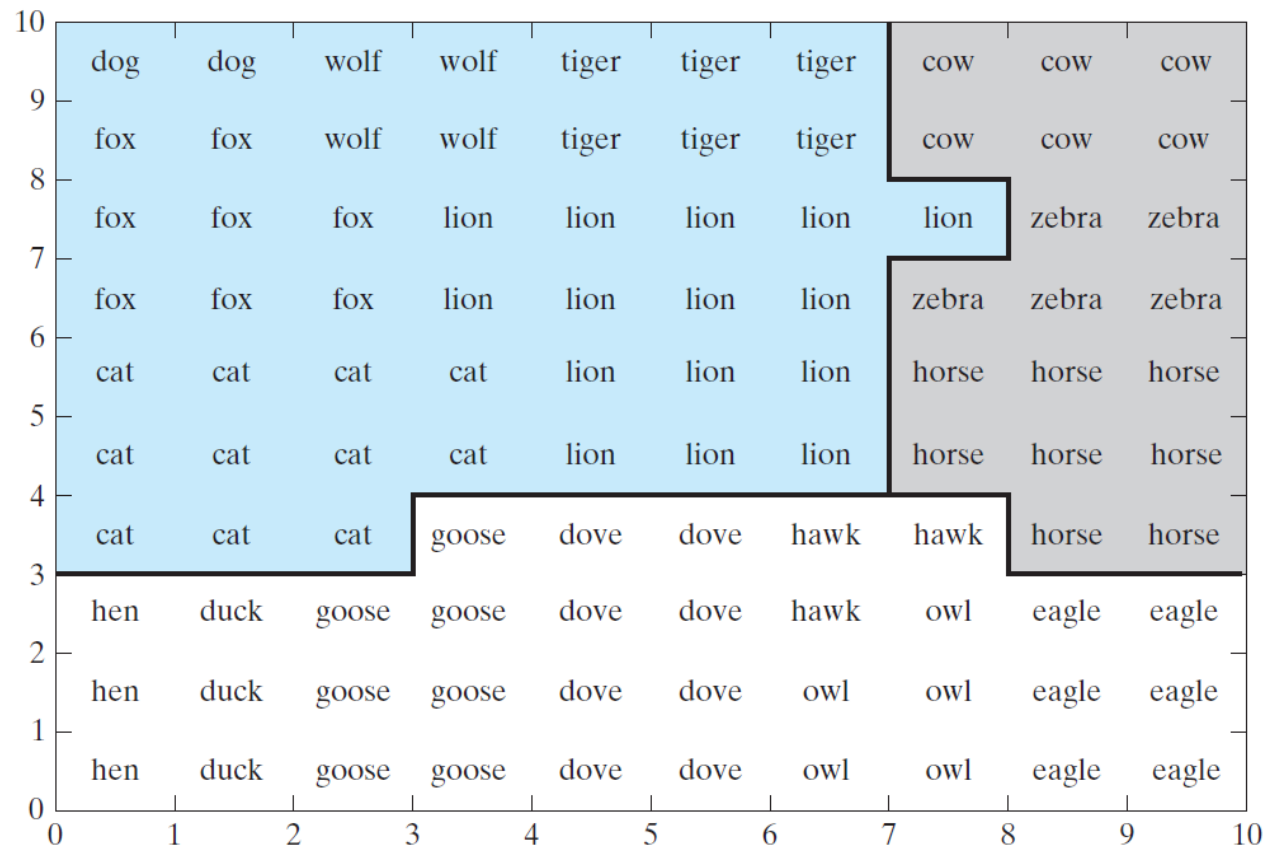 10
dog dog wolf wolf tiger tiger tiger cow cow cow
9
fox fox wolf wolf tiger tiger tiger cow cow cow
8
fox fox fox lion lion lion lion lion zebra zebra
7
fox fox fox lion lion lion lion zebra zebra zebra
6
cat cat cat cat lion lion lion horse horse horse
5
cat cat cat cat lion lion lion horse horse horse
4
cat cat cat goose dove dove hawk hawk horse horse
3
hen duck goose goose dove dove hawk owl eagle eagle
2
hen duck goose goose dove dove owl owl eagle eagle
1
hen duck goose goose dove dove owl owl eagle eagle
0
0 1 2 3 4 5 6 7 8 9 10